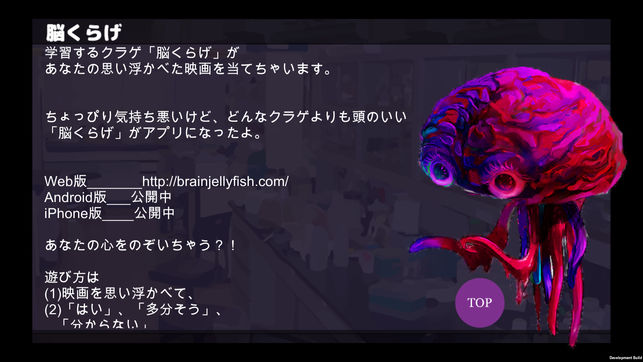 脳くらげ
学習するクラゲ「脳くらげ」が
あなたの思い浮かべた映画を当てちゃいます。
ちょっぴり気持ち悪いけど、どんなクラゲよりも頭のいい
「脳くらげ」がアプリになったよ。
Web版_______http://brainjellyfish.com/
Android版___公開中
iPhone版____公開中
あなたの心をのぞいちゃう？！
遊び方は
(1)映画を思い浮かべて、
(2)「はい」、「多分そう」、
「分からない」
TOP
Development Build